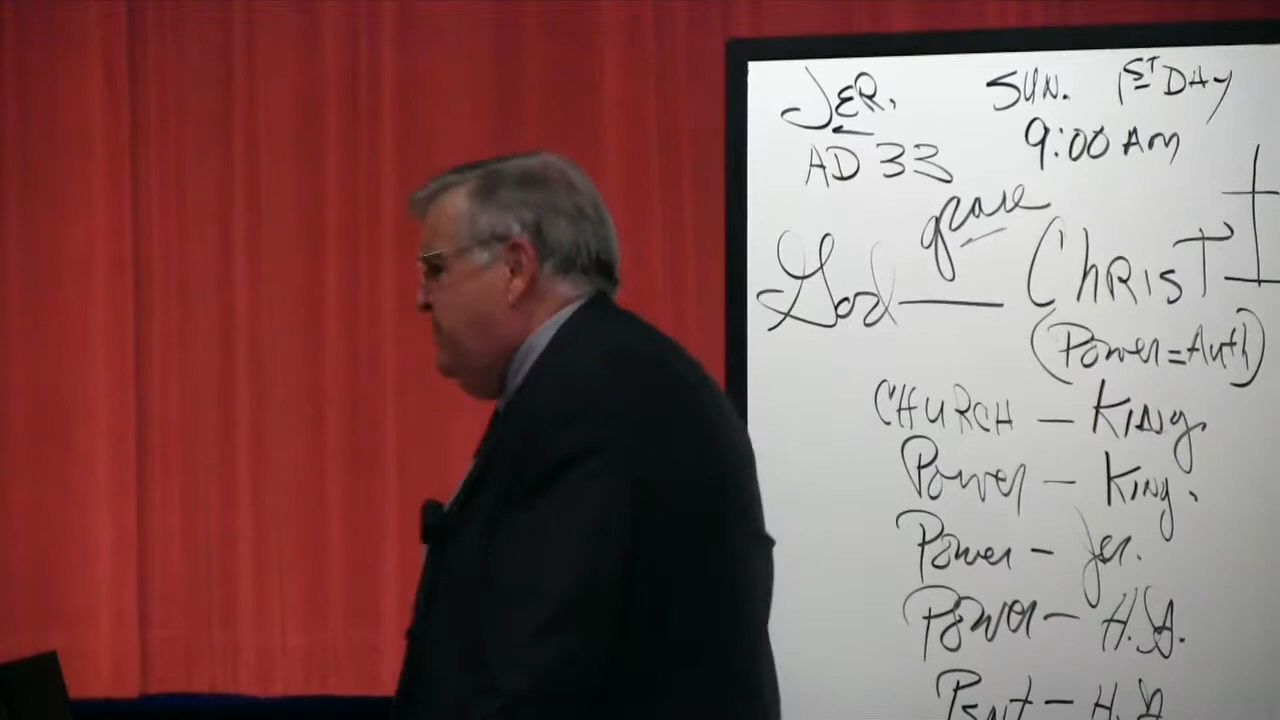 JER. SUN. 1ST DAY
AD 33 9:00 AM
grace
God — CHRIST
(Power=Auth)
CHURCH — KING.
Power — KING.
Power — Jer.
Power — H.S.
Pent — H.S.